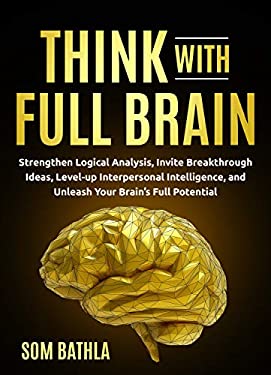 THINK WITH
FULL BRAIN
Strengthen Logical Analysis, Invite Breakthrough
Ideas, Level-up Interpersonal Intelligence, and
Unleash Your Brain's Full Potential
SOM BATHLA